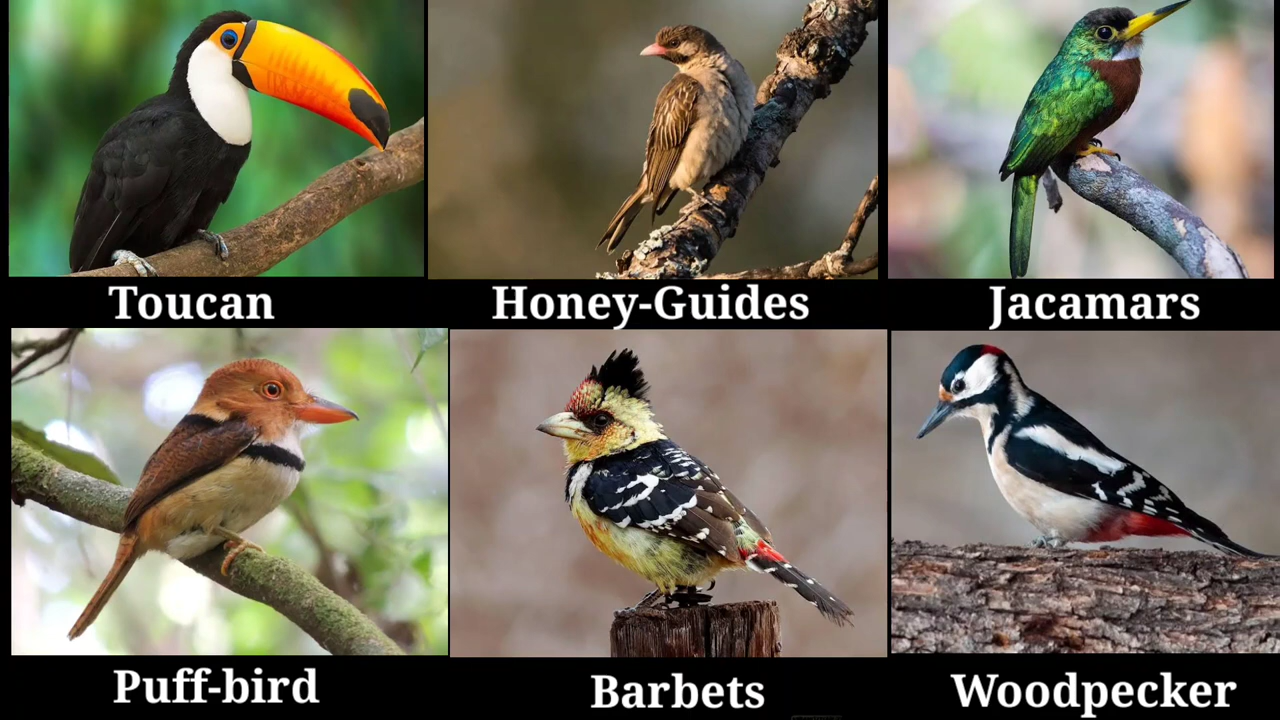 Toucan
Honey-Guides
Jacamars
Puff-bird
Barbets
Woodpecker